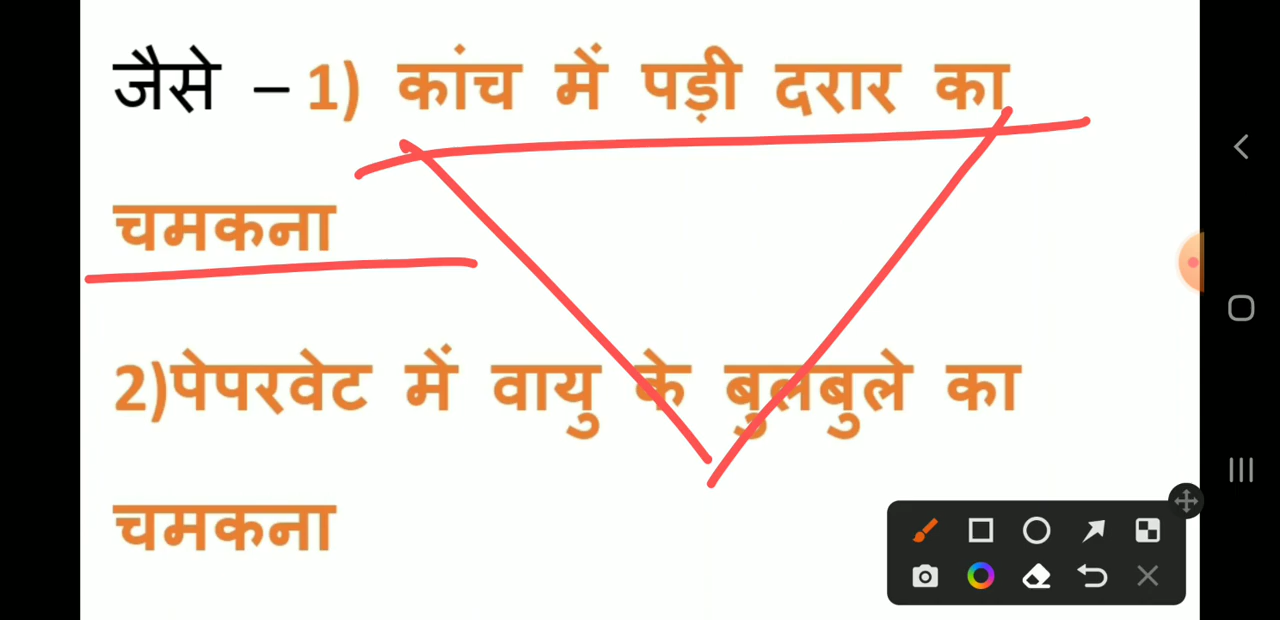 जैसे – 1) कांच में पड़ी दरार का
चमकना
2)पेपरवेट में वायु के बुलबुले का
चमकना